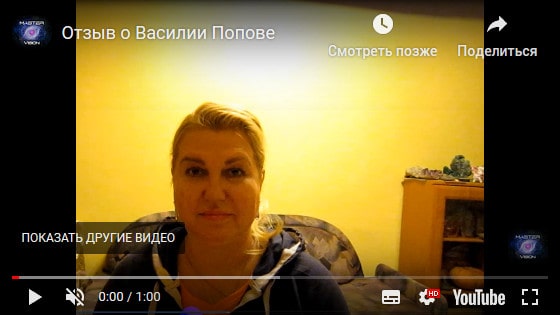 MASTER
VISION
Отзыв о Василии Попове
Смотреть позже
Поделиться
ПОКАЗАТЬ ДРУГИЕ ВИДЕО
MASTER
VISION
0:00 / 1:00
HD
YouTube